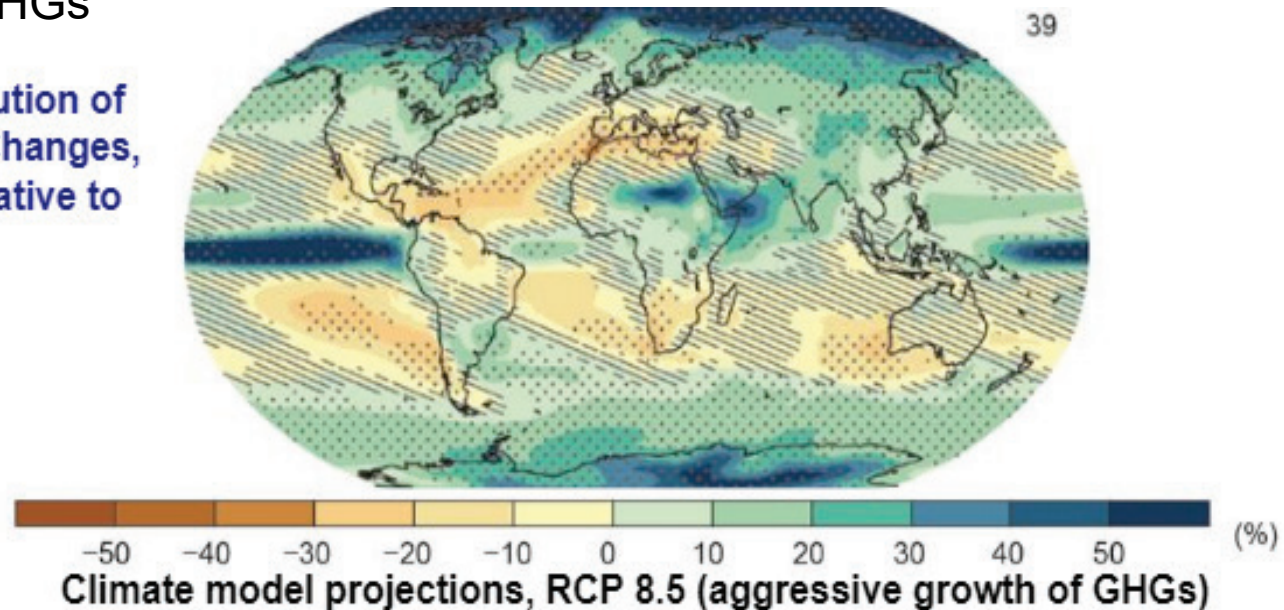 HGs
39
ution of
hanges,
ative to
−50 −40 −30 −20 −10 0 10 20 30 40 50 (%)
Climate model projections, RCP 8.5 (aggressive growth of GHGs)